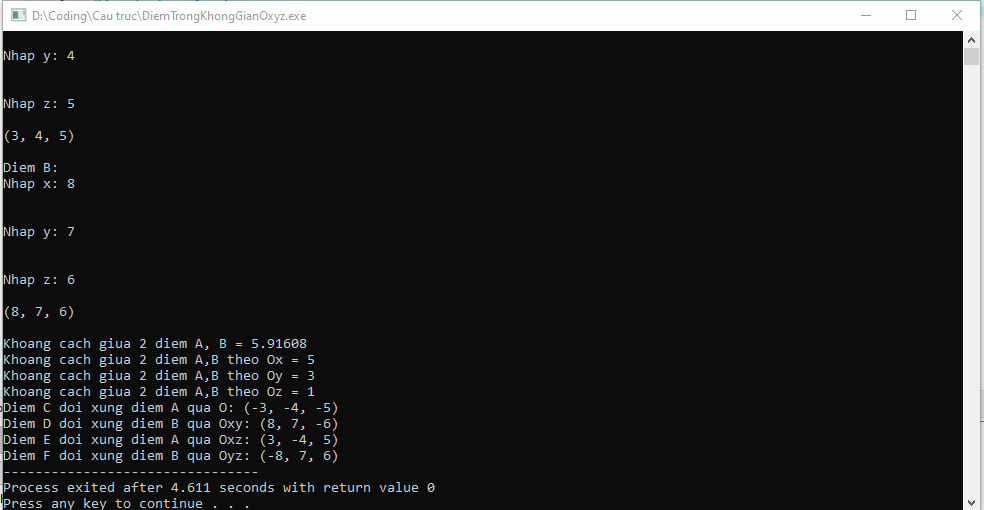 D:\Coding\Cau truc\DiemTrongKhongGianOxyz.exe
Nhap y: 4
Nhap z: 5
(3, 4, 5)
Diem B:
Nhap x: 8
Nhap y: 7
Nhap z: 6
(8, 7, 6)
Khoang cach giua 2 diem A, B = 5.91608
Khoang cach giua 2 diem A,B theo Ox = 5
Khoang cach giua 2 diem A,B theo Oy = 3
Khoang cach giua 2 diem A,B theo Oz = 1
Diem C doi xung diem A qua O: (-3, -4, -5)
Diem D doi xung diem B qua Oxy: (8, 7, -6)
Diem E doi xung diem A qua Oxz: (3, -4, 5)
Diem F doi xung diem B qua Oyz: (-8, 7, 6)
--------------------------------
Process exited after 4.611 seconds with return value 0
Press any key to continue . . .